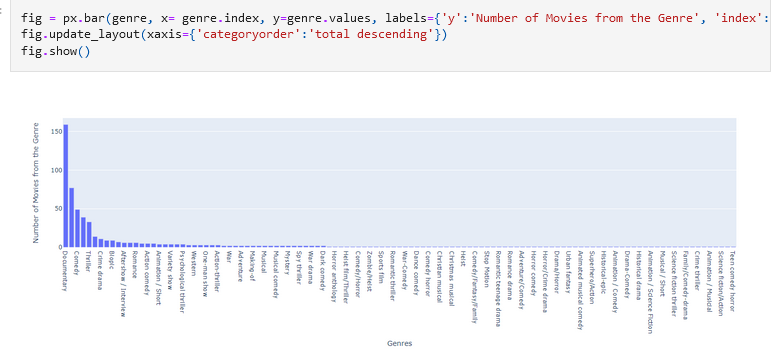 fig = px.bar(genre, x= genre.index, y=genre.values, labels={'y':'Number of Movies from the Genre', 'index':
fig.update_layout(xaxis={'categoryorder':'total descending'})
fig.show()
Number of Movies from the Genre
150
100
50
0
Documentary
Comedy
Thriller
Crime drama
Biopic
Aftershow / Interview
Romance
Action comedy
Animation / Short
Variety show
Psychological thriller
Western
One-man show
Action-thriller
War
Adventure
Making-of
Musical
Musical comedy
Mystery
Spy thriller
War drama
Dark comedy
Horror anthology
Heist film/Thriller
Comedy/Horror
Zombie/Heist
Sports film
Romantic thriller
War-Comedy
Dance comedy
Comedy horror
Christian musical
Christmas musical
Heist
Comedy/Fantasy/Family
Stop Motion
Romantic teenage drama
Romance drama
Adventure/Comedy
Horror comedy
Horror/Crime drama
Drama/Horror
Urban fantasy
Animated musical comedy
Superhero/Action
Historical-epic
Animation / Comedy
Drama-Comedy
Historical drama
Animation / Science Fiction
Musical / Short
Science fiction thriller
Family/Comedy-drama
Crime thriller
Animation / Musicial
Science fiction/Action
Teen comedy horror
Genres